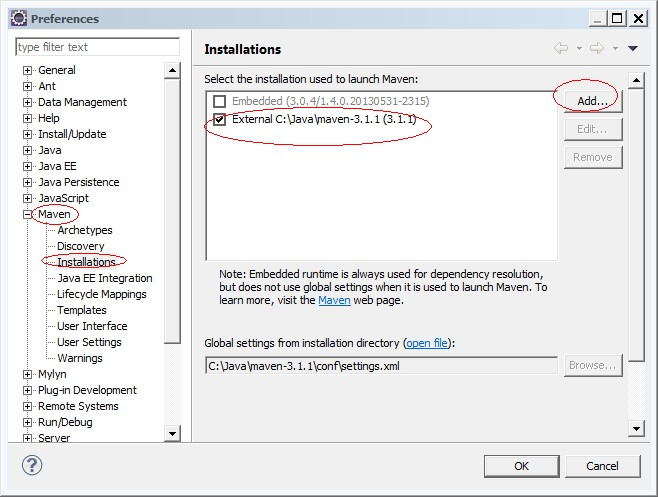 Preferences
type filter text
General
Ant
Data Management
Help
Install/Update
Java
Java EE
Java Persistence
JavaScript
Maven
Archetypes
Discovery
Installations
Java EE Integration
Lifecycle Mappings
Templates
User Interface
User Settings
Warnings
Mylyn
Plug-in Development
Remote Systems
Run/Debug
Server
Installations
Select the installation used to launch Maven:
Embedded (3.0.4/1.4.0.20130531-2315)
External C:\Java\maven-3.1.1 (3.1.1)
Add...
Edit...
Remove
Note: Embedded runtime is always used for dependency resolution,
but does not use global settings when it is used to launch Maven. To
learn more, visit the Maven web page.
Global settings from installation directory (open file):
C:\Java\maven-3.1.1\conf\settings.xml
Browse...
?
OK
Cancel